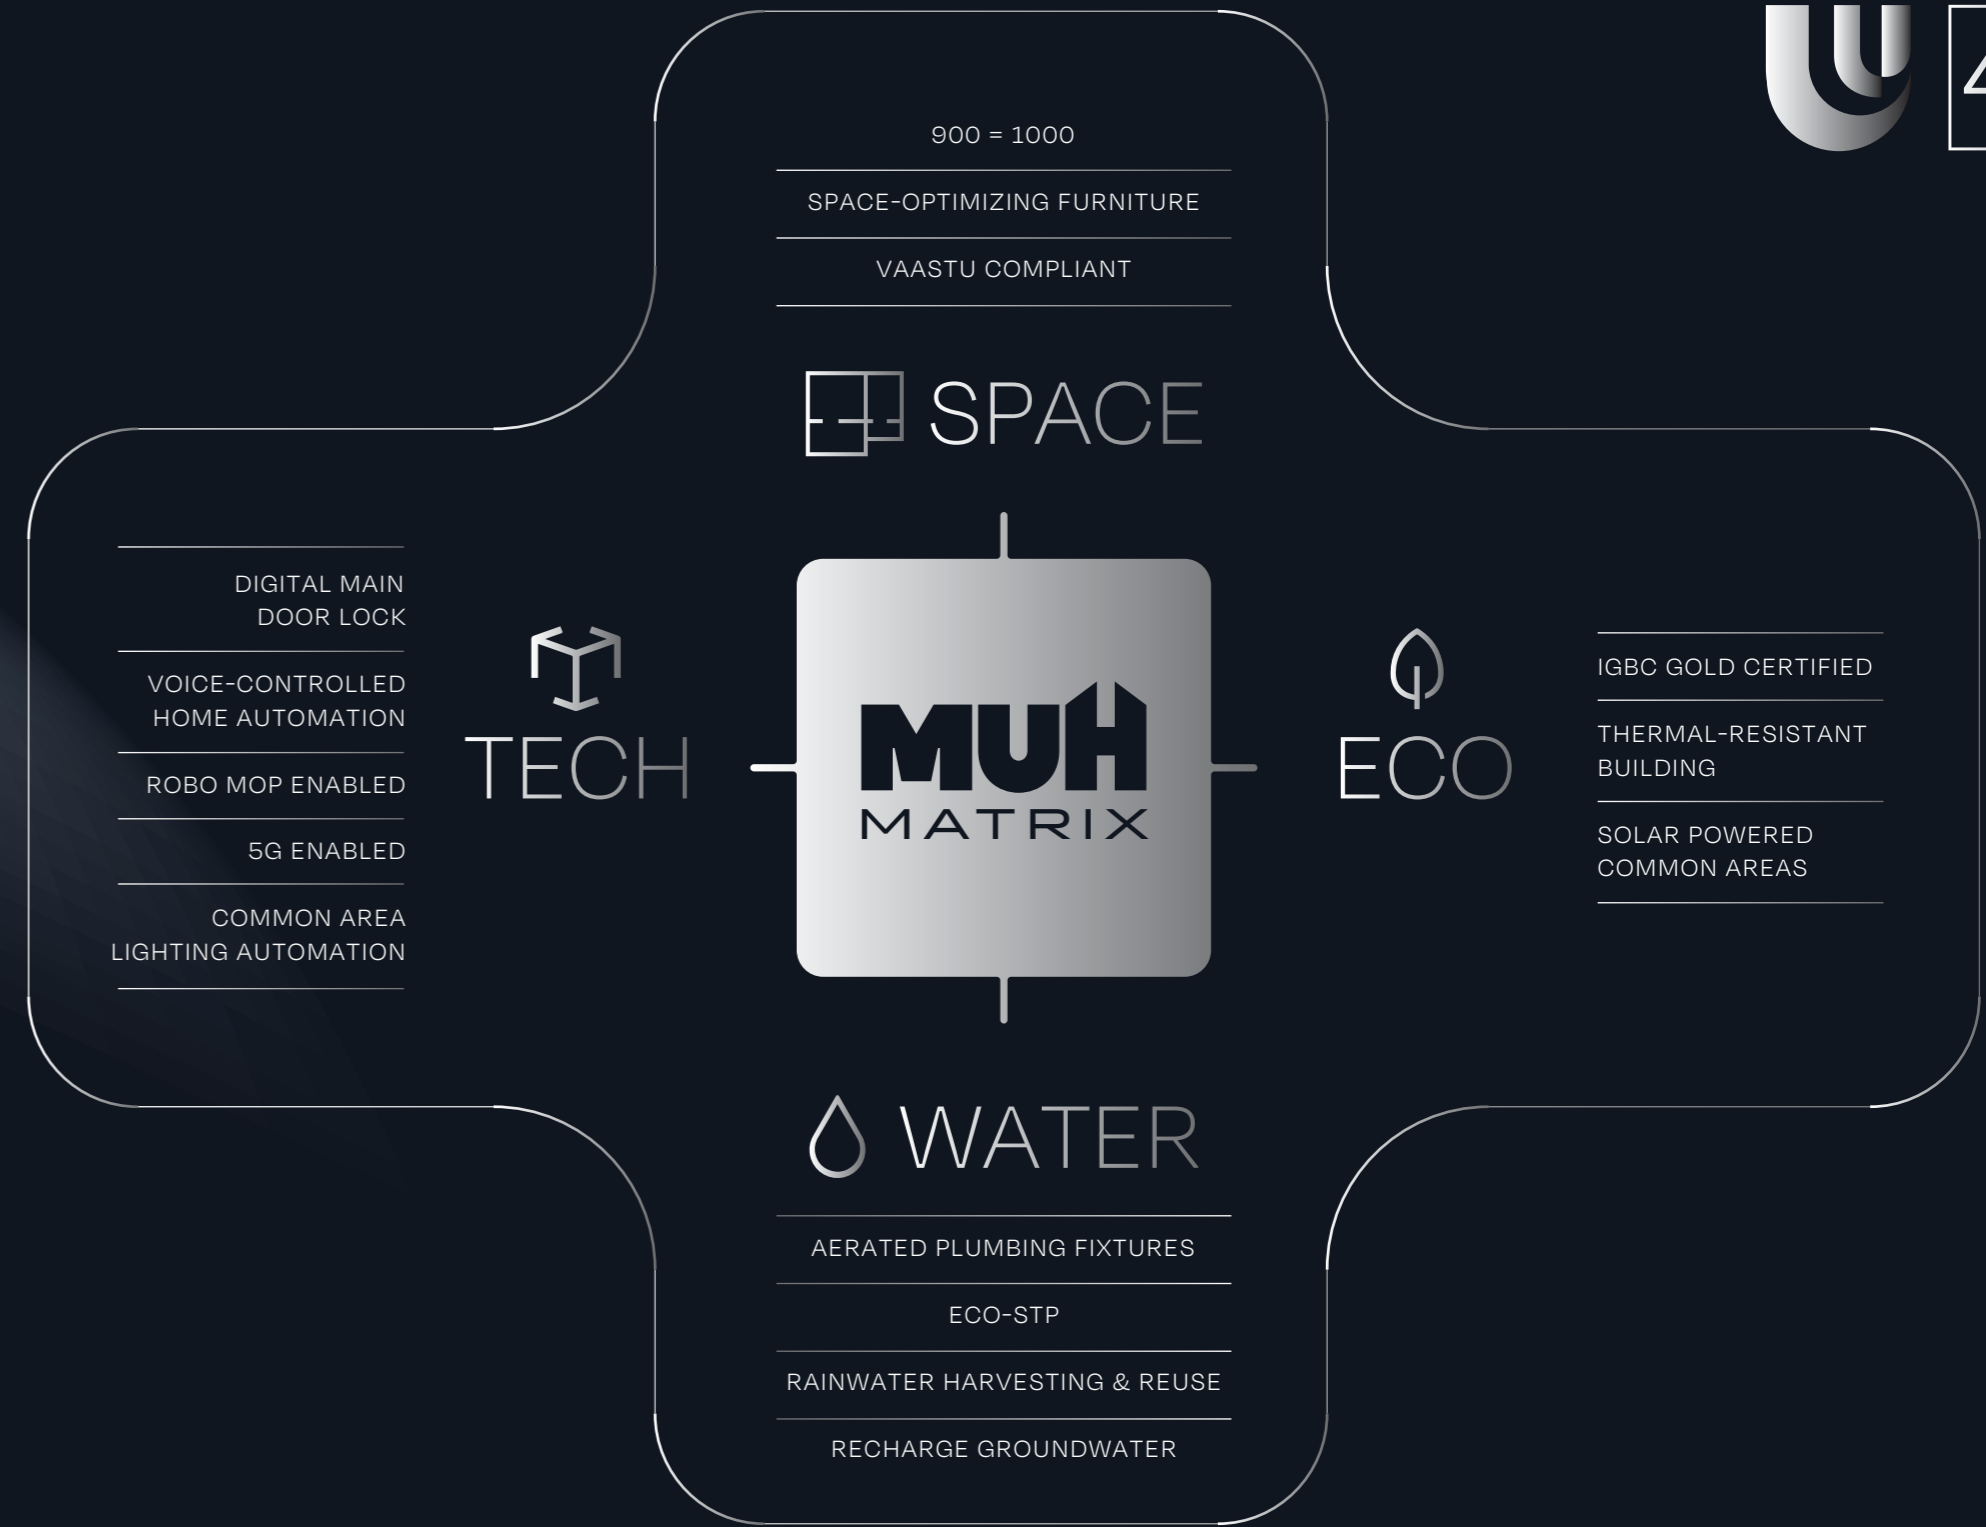 900 = 1000
SPACE-OPTIMIZING FURNITURE
VAASTU COMPLIANT
SPACE
DIGITAL MAIN
DOOR LOCK
VOICE-CONTROLLED
HOME AUTOMATION
ROBO MOP ENABLED
5G ENABLED
COMMON AREA
LIGHTING AUTOMATION
TECH
MUH
MATRIX
ECO
IGBC GOLD CERTIFIED
THERMAL-RESISTANT
BUILDING
SOLAR POWERED
COMMON AREAS
WATER
AERATED PLUMBING FIXTURES
ECO-STP
RAINWATER HARVESTING & REUSE
RECHARGE GROUNDWATER